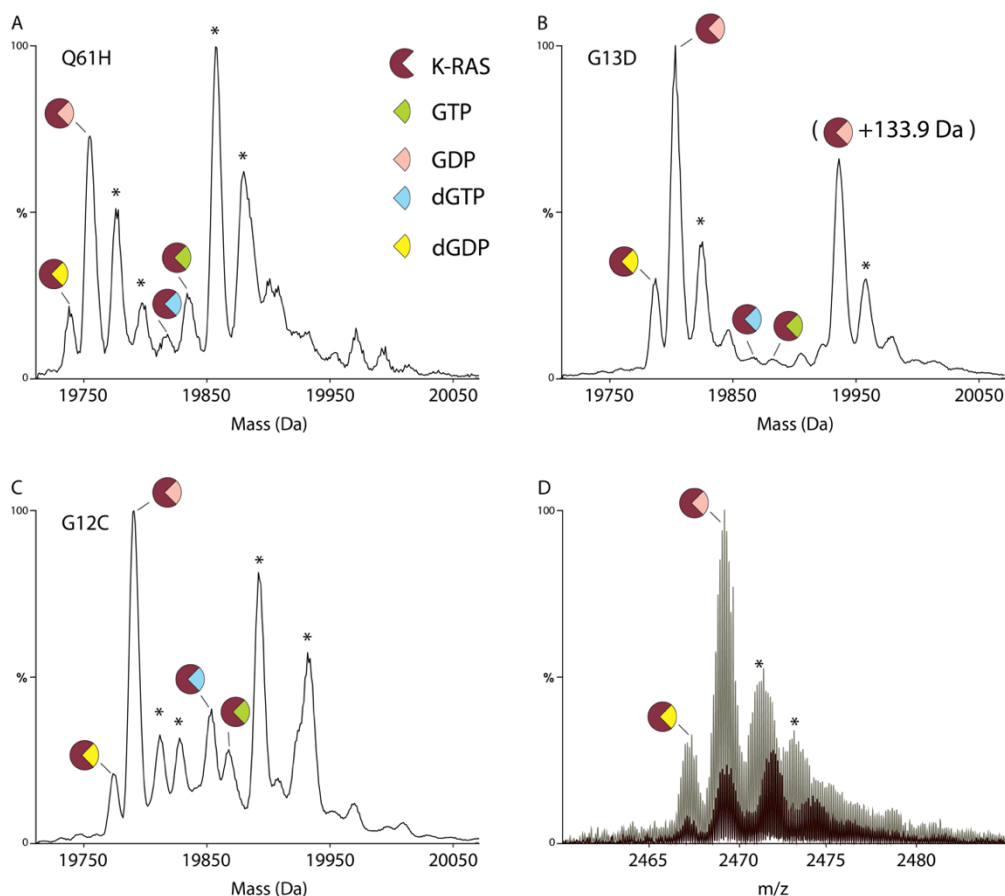 A
Q61H
100
%
0
19750
19850
19950
20050
Mass (Da)
*
*
*
*
K-RAS
GTP
GDP
dGTP
dGDP
B
G13D
100
%
0
19750
19850
19950
20050
Mass (Da)
( +133.9 Da )
*
*
C
G12C
100
%
0
19750
19850
19950
20050
Mass (Da)
*
*
*
*
D
100
%
0
2465
2470
2475
2480
m/z
*
*